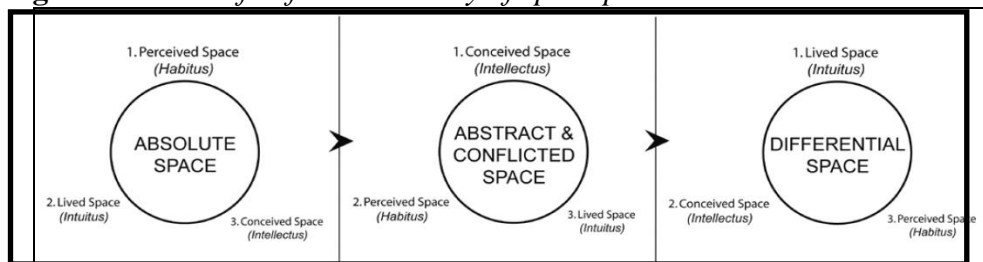 1. Perceived Space
(Habitus)
ABSOLUTE
SPACE
2. Lived Space
(Intuitus)
3. Conceived Space
(Intellectus)
1. Conceived Space
(Intellectus)
ABSTRACT &
CONFLICTED
SPACE
2. Perceived Space
(Habitus)
3. Lived Space
(Intuitus)
1. Lived Space
(Intuitus)
DIFFERENTIAL
SPACE
2. Conceived Space
(Intellectus)
3. Perceived Space
(Habitus)